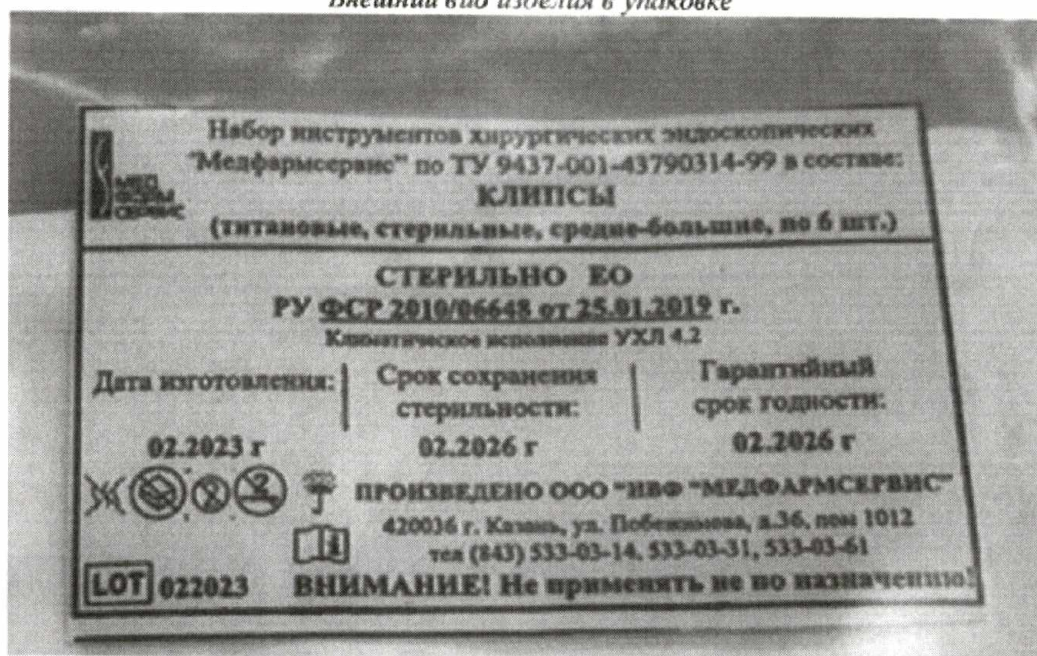 Внешний вид изделия в упаковке
Набор инструментов хирургических эндоскопических
"Медфармсервис" по ТУ 9437-001-43790314-99 в составе:
КЛИПСЫ
(титановые, стерильные, средне-большие, по 6 шт.)
МЕД
ФАРМ
СЕРВИС
СТЕРИЛЬНО ЕО
РУ ФСР 2010/06648 от 25.01.2019 г.
Климатическое исполнение УХЛ 4.2
Дата изготовления:
02.2023 г
Срок сохранения
стерильности:
02.2026 г
Гарантийный
срок годности:
02.2026 г
ПРОИЗВЕДЕНО ООО "НВФ "МЕДФАРМСЕРВИС"
420036 г. Казань, ул. Побежимова, д.36, пом 1012
тел (843) 533-03-14, 533-03-31, 533-03-61
LOT 022023
ВНИМАНИЕ! Не применять не по назначению!